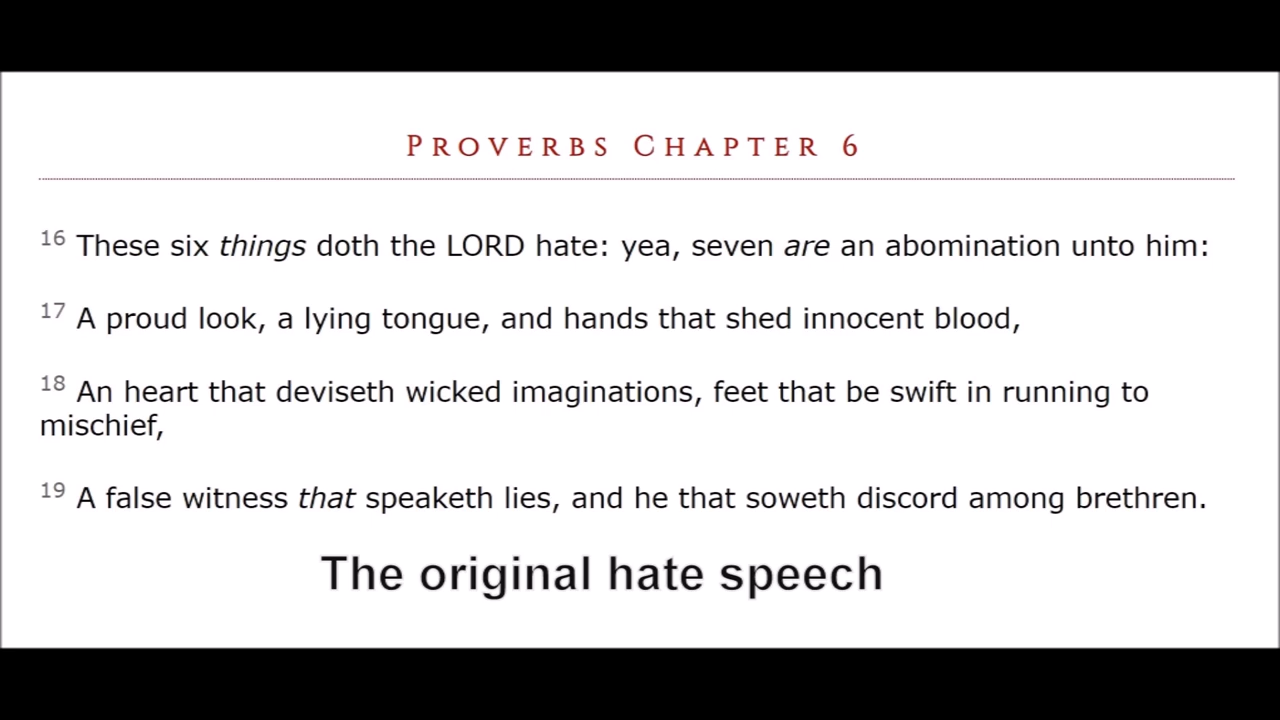 PROVERBS CHAPTER 6
16 These six things doth the LORD hate: yea, seven are an abomination unto him:
17 A proud look, a lying tongue, and hands that shed innocent blood,
18 An heart that deviseth wicked imaginations, feet that be swift in running to
mischief,
19 A false witness that speaketh lies, and he that soweth discord among brethren.
The original hate speech